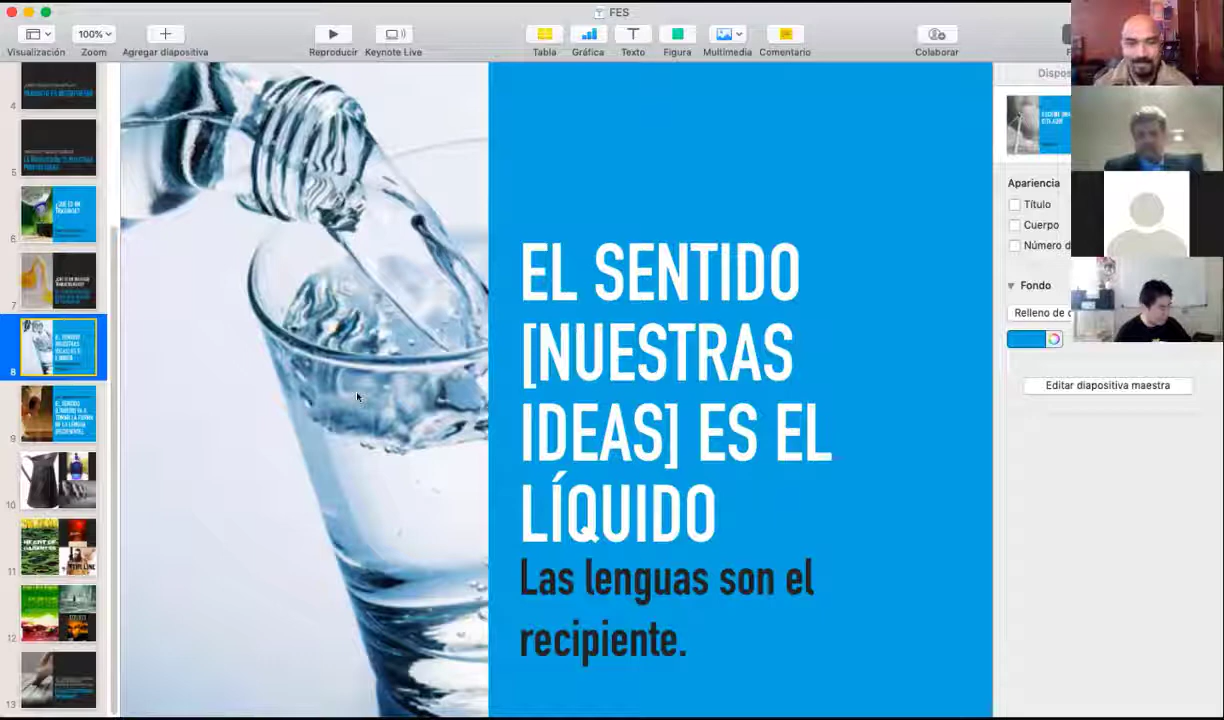 FES
Visualización
100%
Zoom
Agregar diapositiva
Reproducir
Keynote Live
Tabla
Gráfica
Texto
Figura
Multimedia
Comentario
Colaborar
Apariencia
Título
Cuerpo
Fondo
Editar diapositiva maestra
4
5
6
7
8
9
10
11
12
13
EL SENTIDO
[NUESTRAS
IDEAS] ES EL
LÍQUIDO
Las lenguas son el
recipiente.